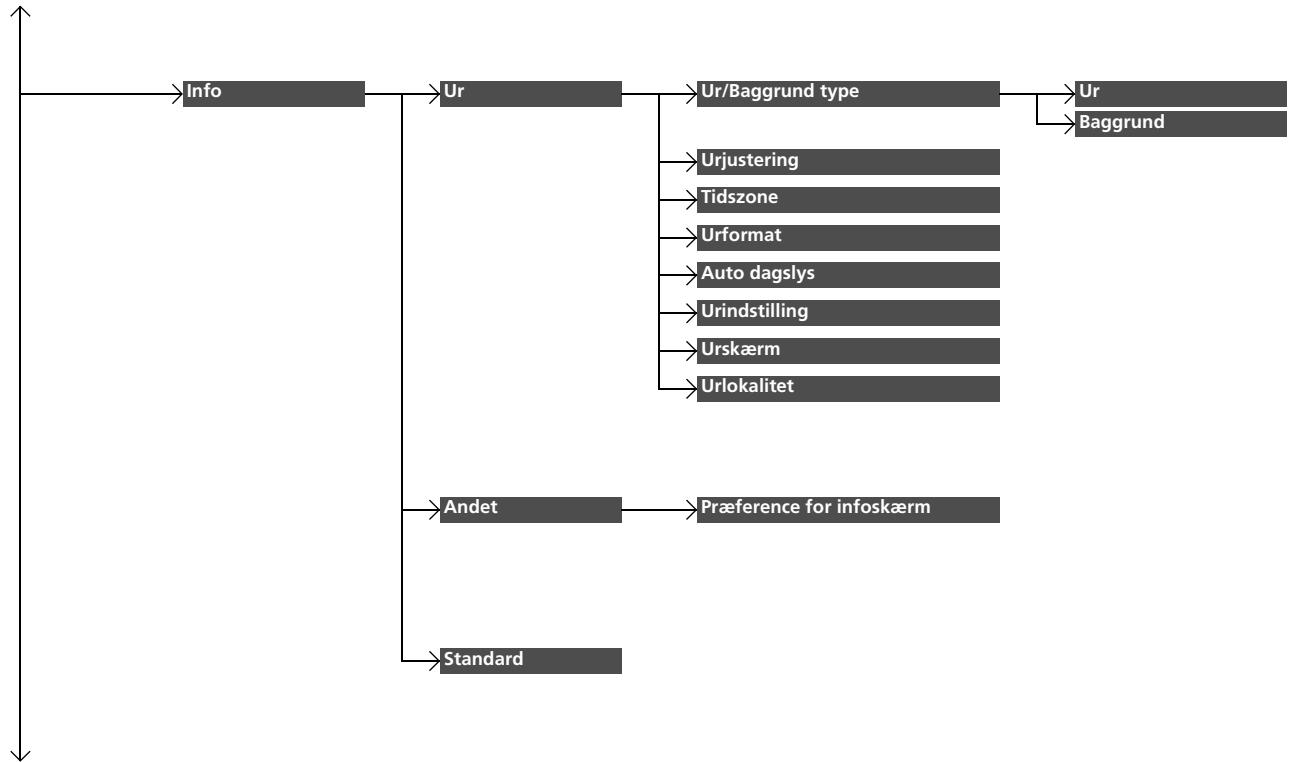 Info
Ur
Ur/Baggrund type
Ur
Baggrund
Urjustering
Tidszone
Urformat
Auto dagslys
Urindstilling
Urskærm
Urlokalitet
Andet
Præference for infoskærm
Standard